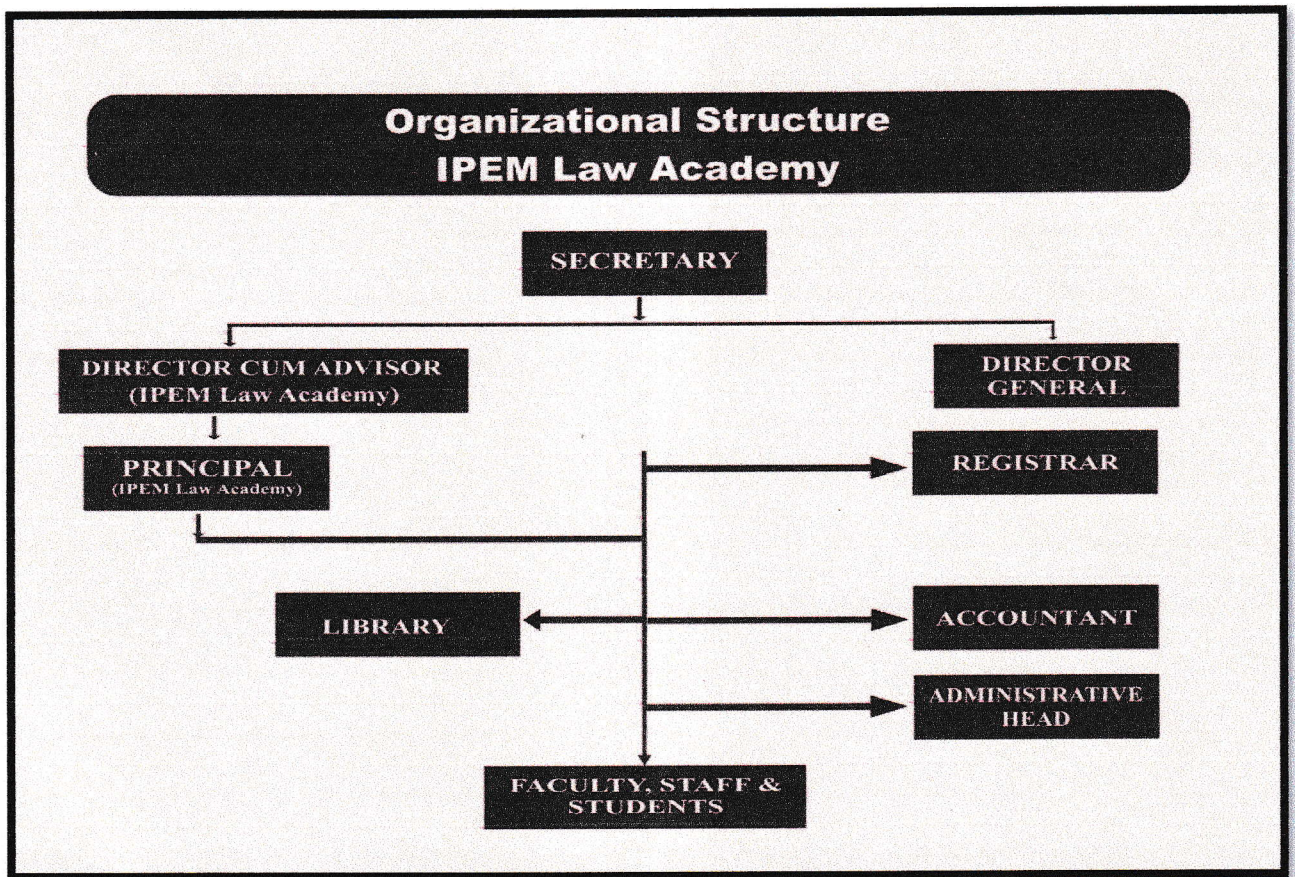 Organizational Structure
IPEM Law Academy
SECRETARY
DIRECTOR CUM ADVISOR
(IPEM Law Academy)
DIRECTOR
GENERAL
PRINCIPAL
(IPEM Law Academy)
REGISTRAR
LIBRARY
ACCOUNTANT
ADMINISTRATIVE
HEAD
FACULTY, STAFF &
STUDENTS